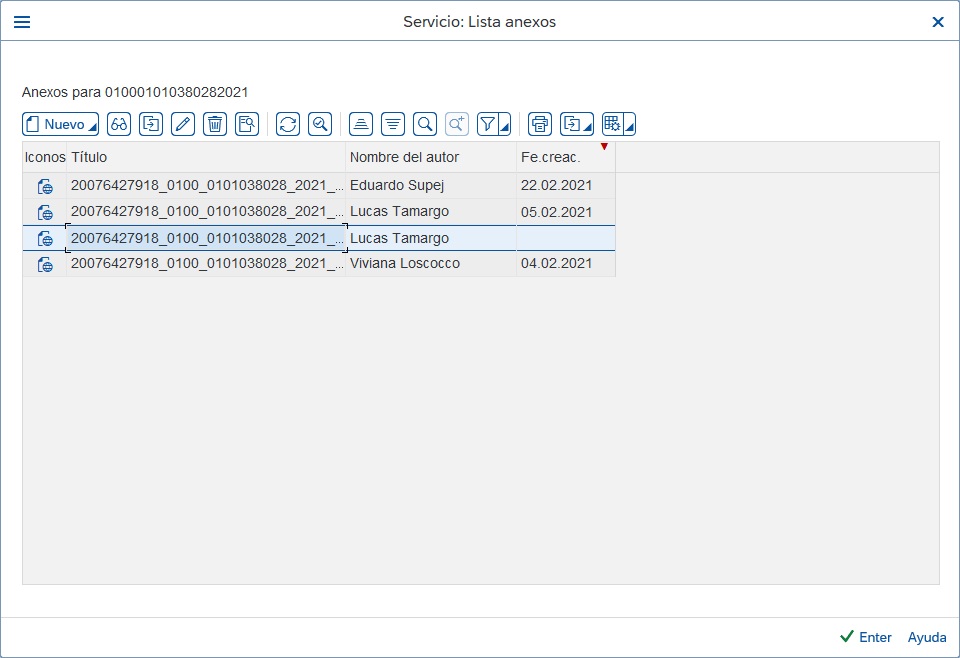 Servicio: Lista anexos
Anexos para 010001010380282021
Nuevo
Iconos Título Nombre del autor Fe.creac.
20076427918_0100_0101038028_2021_... Eduardo Supej 22.02.2021
20076427918_0100_0101038028_2021_... Lucas Tamargo 05.02.2021
20076427918_0100_0101038028_2021_... Lucas Tamargo
20076427918_0100_0101038028_2021_... Viviana Loscocco 04.02.2021
Enter Ayuda